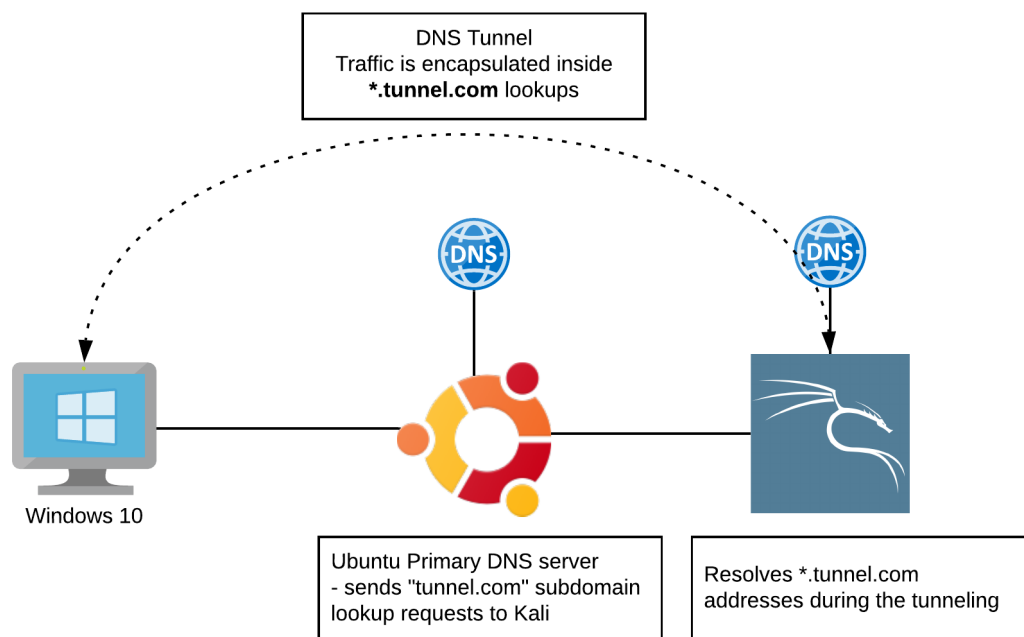 DNS Tunnel
Traffic is encapsulated inside
*.tunnel.com lookups
DNS
DNS
Windows 10
Ubuntu Primary DNS server
- sends "tunnel.com" subdomain
lookup requests to Kali
Resolves *.tunnel.com
addresses during the tunneling